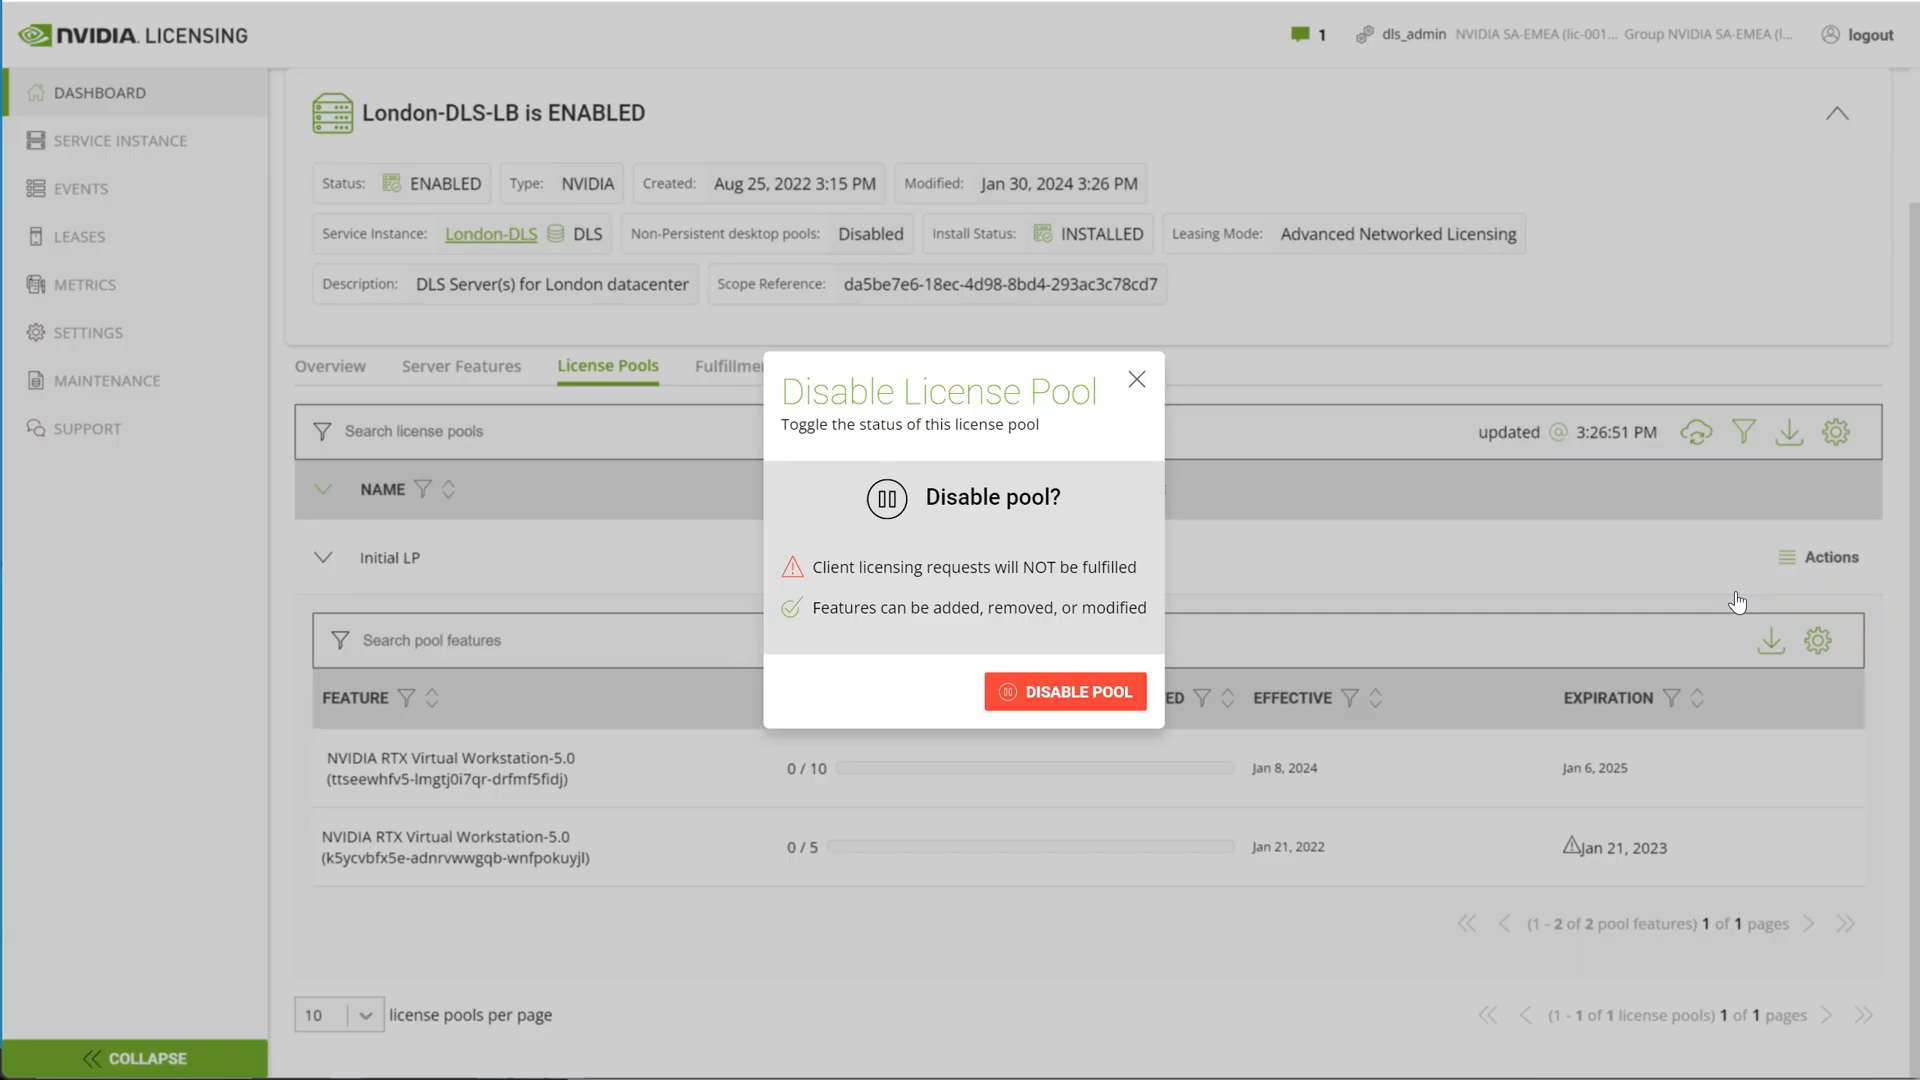 NVIDIA. LICENSING
1
dls_admin NVIDIA SA-EMEA (lic-001... Group NVIDIA SA-EMEA (l...
logout
DASHBOARD
SERVICE INSTANCE
EVENTS
LEASES
METRICS
SETTINGS
MAINTENANCE
SUPPORT
COLLAPSE
London-DLS-LB is ENABLED
Status: ENABLED Type: NVIDIA Created: Aug 25, 2022 3:15 PM Modified: Jan 30, 2024 3:26 PM
Service Instance: London-DLS DLS Non-Persistent desktop pools: Disabled Install Status: INSTALLED Leasing Mode: Advanced Networked Licensing
Description: DLS Server(s) for London datacenter Scope Reference: da5be7e6-18ec-4d98-8bd4-293ac3c78cd7
Overview Server Features License Pools Fulfillme
Search license pools updated @ 3:26:51 PM
NAME
Initial LP Actions
Disable License Pool
Toggle the status of this license pool
Disable pool?
Client licensing requests will NOT be fulfilled
Features can be added, removed, or modified
DISABLE POOL
Search pool features
FEATURE ED EFFECTIVE EXPIRATION
NVIDIA RTX Virtual Workstation-5.0
(ttseewhfv5-lmgtj0i7qr-drfmf5fidj)
0 / 10 Jan 8, 2024 Jan 6, 2025
NVIDIA RTX Virtual Workstation-5.0
(k5ycvbfx5e-adnrvwwgqb-wnfpokuyjl)
0 / 5 Jan 21, 2022 Jan 21, 2023
(1 - 2 of 2 pool features) 1 of 1 pages
10 license pools per page
(1 - 1 of 1 license pools) 1 of 1 pages